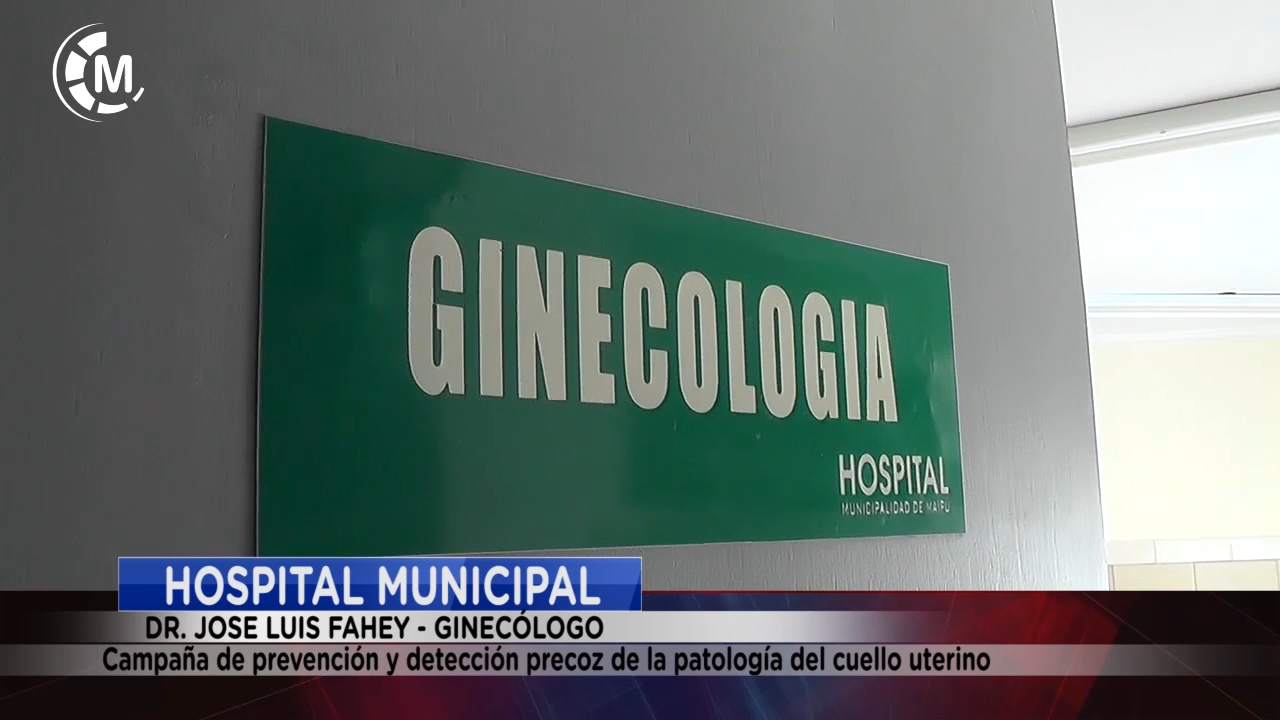 M
GINECOLOGIA
HOSPITAL
MUNICIPALIDAD DE MAIPU
HOSPITAL MUNICIPAL
DR. JOSE LUIS FAHEY - GINECÓLOGO
Campaña de prevención y detección precoz de la patología del cuello uterino